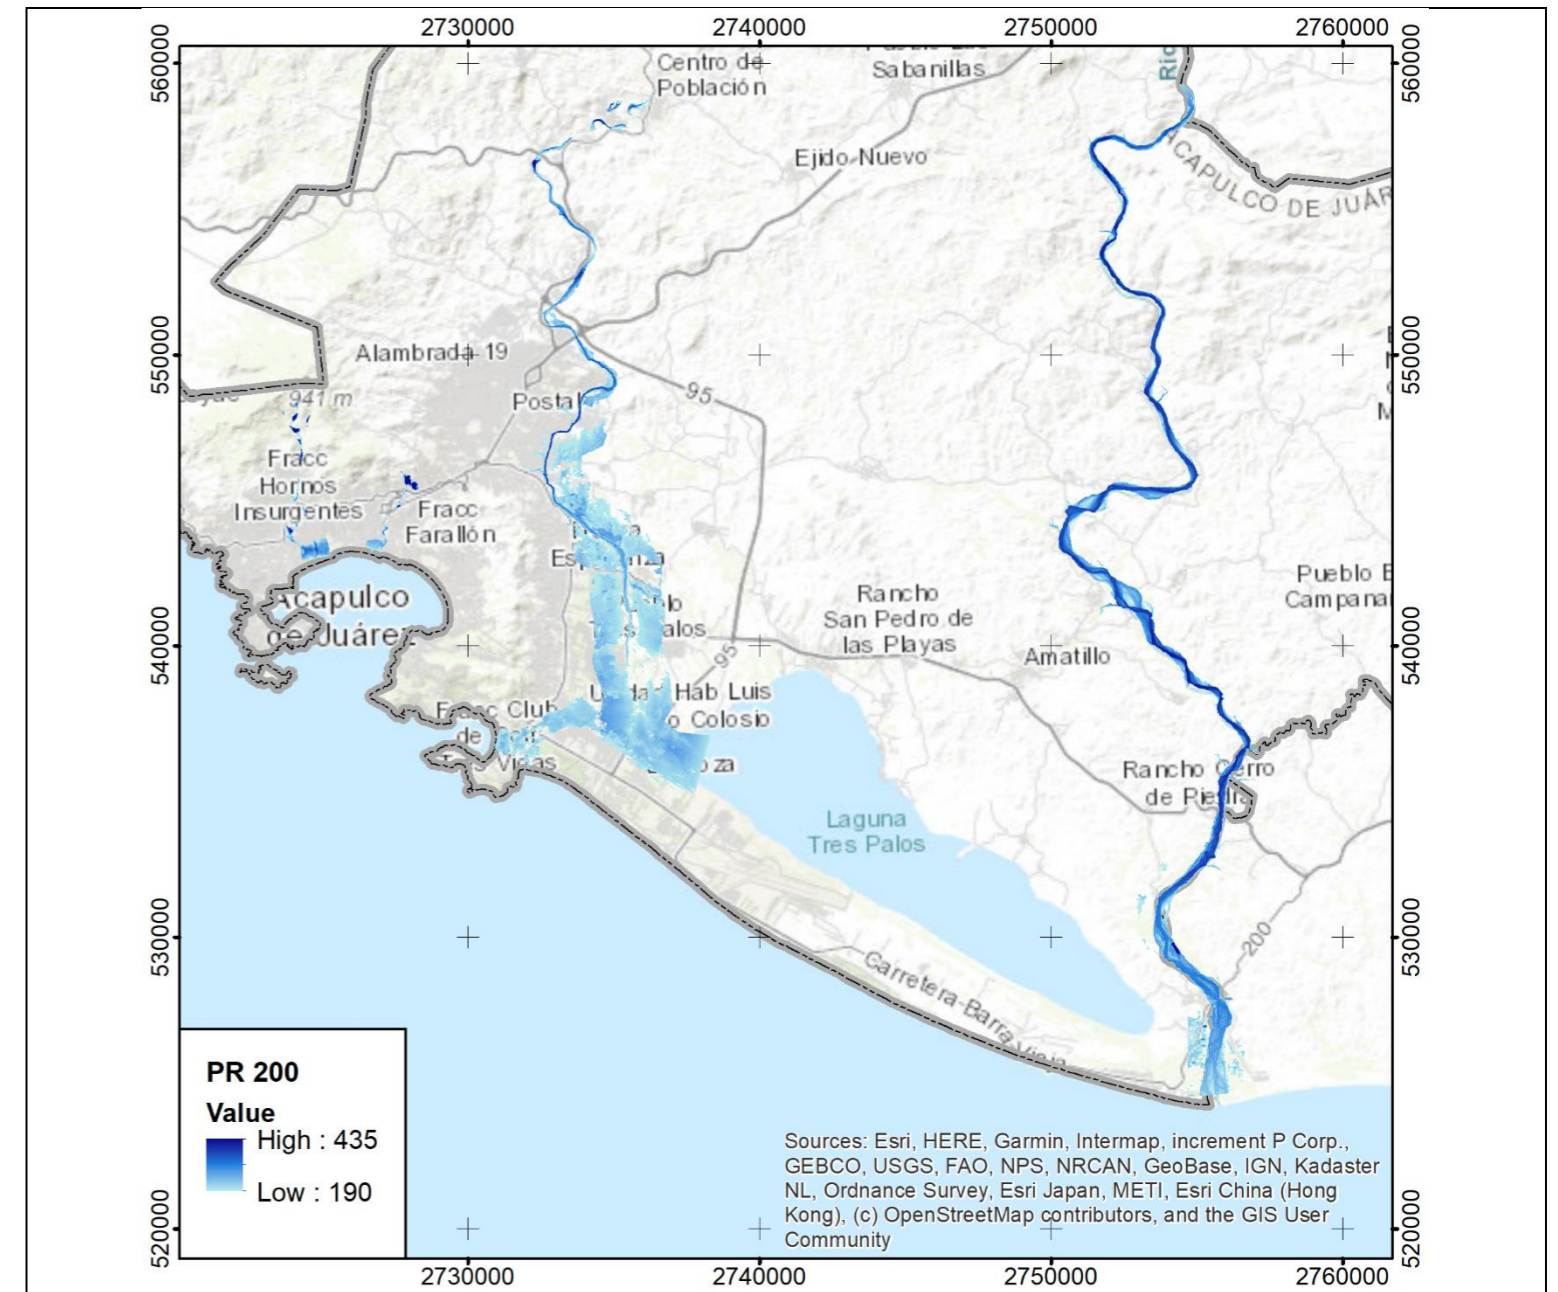 2730000 2740000 2750000 2760000
560000
560000
Centro de
Población
Sabanillas
Ejido Nuevo
ACAPULCO DE JUÁR
550000
550000
Alambrada 19
95
Postal
941 m
Fracc
Hornos
Insurgentes
Fracc
Farallón
Acapulco
de Juárez
540000
540000
Rancho
San Pedro de
las Playas
Amatillo
Pueblo B
Campana
95
Hab Luis
o Colosio
Fracc Club
de
Vigas
Rancho Cerro
de Piedra
Laguna
Tres Palos
530000
530000
200
Carretera-Barra Vieja
PR 200
Value
High : 435
Low : 190
Sources: Esri, HERE, Garmin, Intermap, increment P Corp.,
GEBCO, USGS, FAO, NPS, NRCAN, GeoBase, IGN, Kadaster
NL, Ordnance Survey, Esri Japan, METI, Esri China (Hong
Kong), (c) OpenStreetMap contributors, and the GIS User
Community
520000
520000
2730000 2740000 2750000 2760000